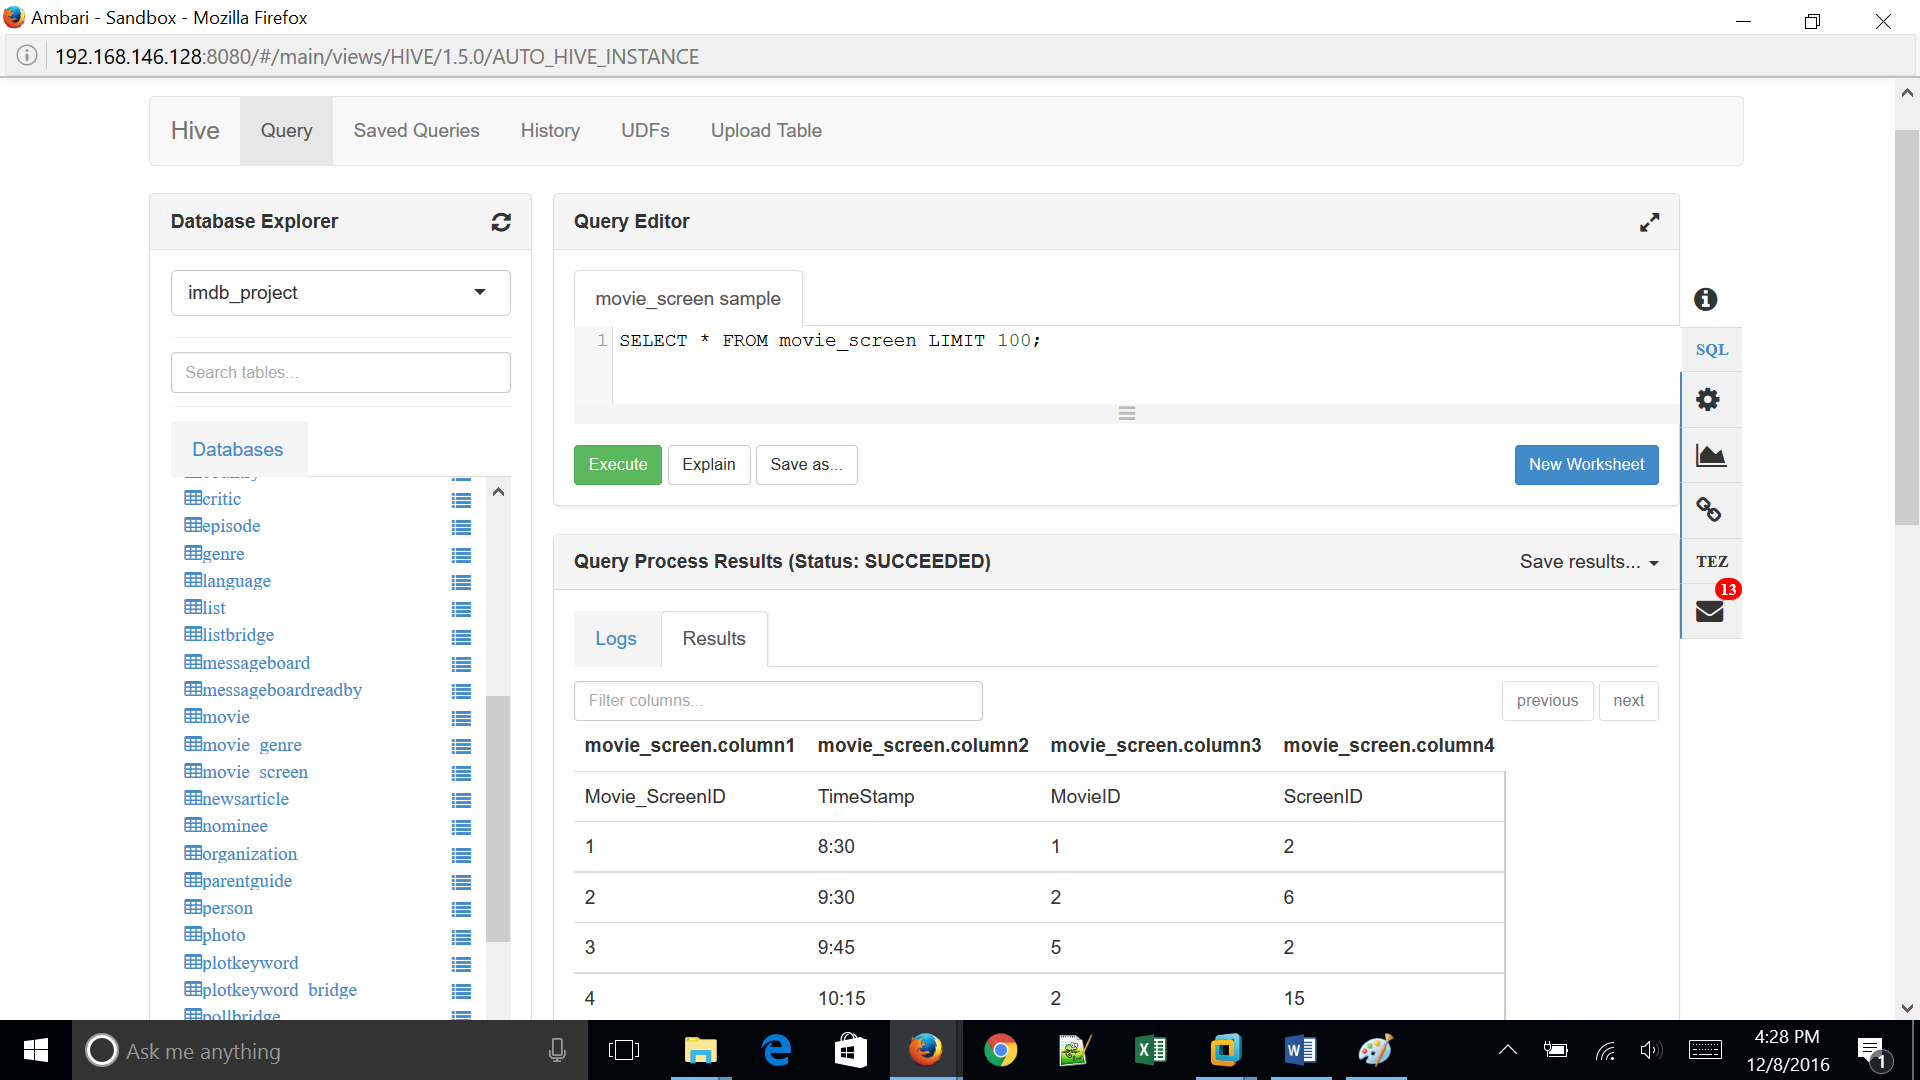 Ambari - Sandbox - Mozilla Firefox
192.168.146.128:8080/#/main/views/HIVE/1.5.0/AUTO_HIVE_INSTANCE
Hive Query Saved Queries History UDFs Upload Table
Database Explorer
imdb_project
Search tables...
Databases
critic
episode
genre
language
list
listbridge
messageboard
messageboardreadby
movie
movie_genre
movie_screen
newsarticle
nominee
organization
parentguide
person
photo
plotkeyword
plotkeyword_bridge
pollbridge
Query Editor
movie_screen sample
1 SELECT * FROM movie_screen LIMIT 100;
Execute Explain Save as... New Worksheet
Query Process Results (Status: SUCCEEDED) Save results...
Logs Results
Filter columns... previous next
movie_screen.column1 movie_screen.column2 movie_screen.column3 movie_screen.column4
Movie_ScreenID TimeStamp MovieID ScreenID
1 8:30 1 2
2 9:30 2 6
3 9:45 5 2
4 10:15 2 15
SQL
TEZ
13
Ask me anything
4:28 PM
12/8/2016
1